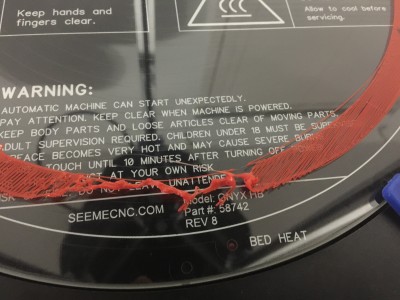 Keep hands and
fingers clear.
Allow to cool before
servicing.
WARNING:
AUTOMATIC MACHINE CAN START UNEXPECTEDLY.
PAY ATTENTION. KEEP CLEAR WHEN MACHINE IS POWERED.
KEEP BODY PARTS AND LOOSE ARTICLES CLEAR OF MOVING PARTS.
ADULT SUPERVISION REQUIRED. CHILDREN UNDER 18 MUST BE
BECOMES VERY HOT AND MAY CAUSE SEVERE
TOUCH UNTIL 10 MINUTES AFTER TURNING OFF
AT YOUR OWN RISK
UNATTENDED
SEEMECNC.COM
Model: ONYX HB
Part #: 58742
REV 8
BED HEAT